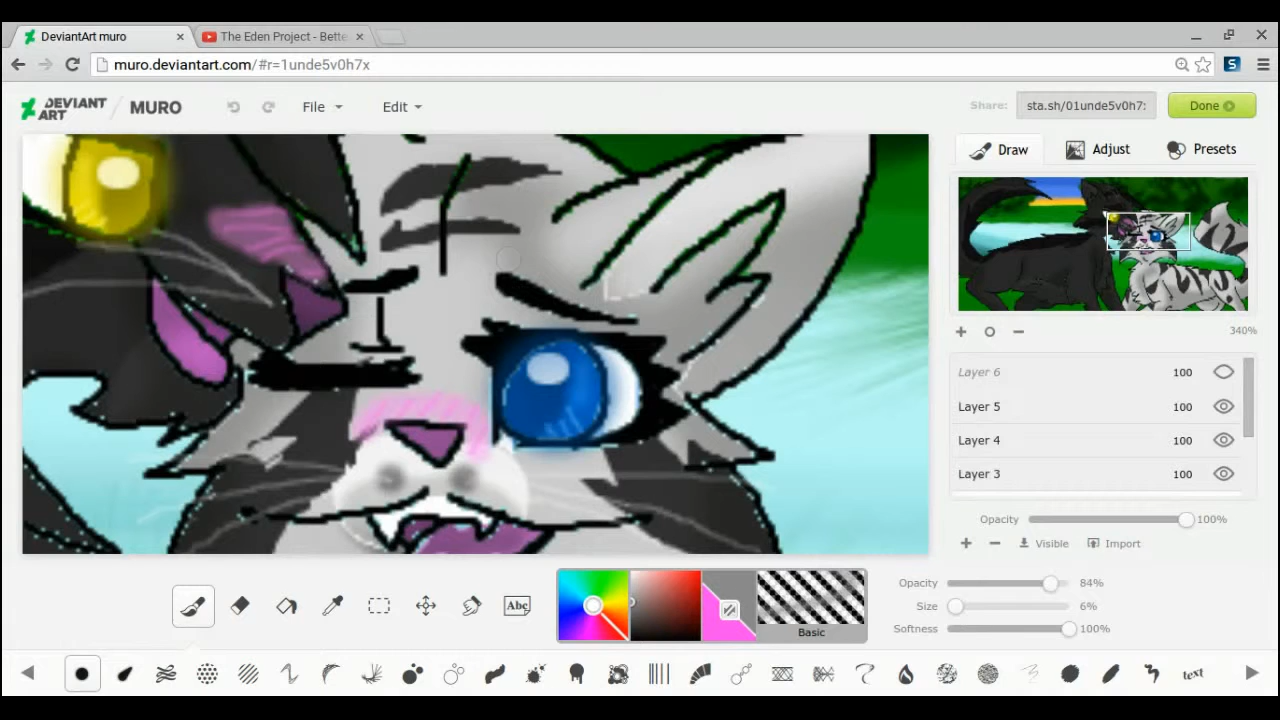 DeviantArt muro
The Eden Project - Bette
muro.deviantart.com/#r=1unde5v0h7x
DEVIANT ART / MURO File Edit Share: sta.sh/01unde5v0h7: Done
Draw Adjust Presets
340%
Layer 6 100
Layer 5 100
Layer 4 100
Layer 3 100
Opacity 100%
Visible Import
Abc
Basic
Opacity 84%
Size 6%
Softness 100%
text